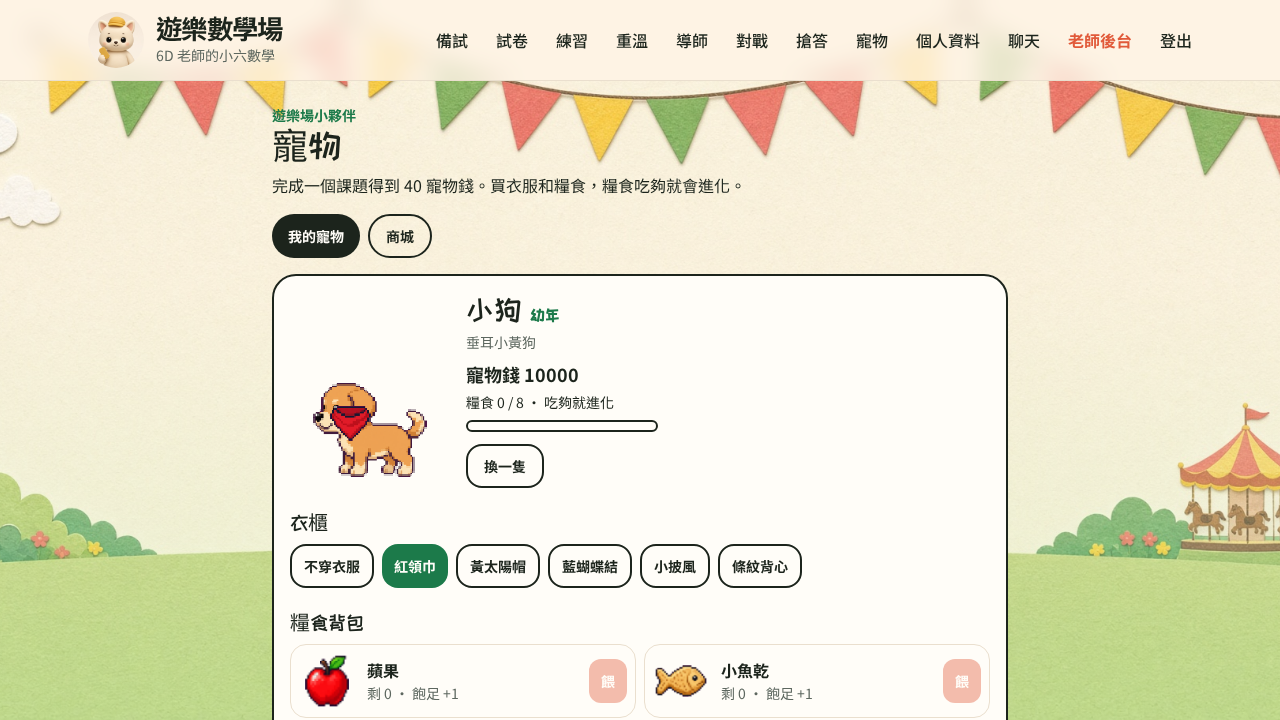 遊樂數學場
6D 老師的小六數學
備試
試卷
練習
重溫
導師
對戰
搶答
寵物
個人資料
聊天
老師後台
登出
遊樂場小夥伴
寵物
完成一個課題得到 40 寵物錢。買衣服和糧食，糧食吃夠就會進化。
我的寵物
商城
小狗 幼年
垂耳小黃狗
寵物錢 10000
糧食 0 / 8 · 吃夠就進化
換一隻
衣櫃
不穿衣服
紅領巾
黃太陽帽
藍蝴蝶結
小披風
條紋背心
糧食背包
蘋果
剩 0 · 飽足 +1
餵
小魚乾
剩 0 · 飽足 +1
餵